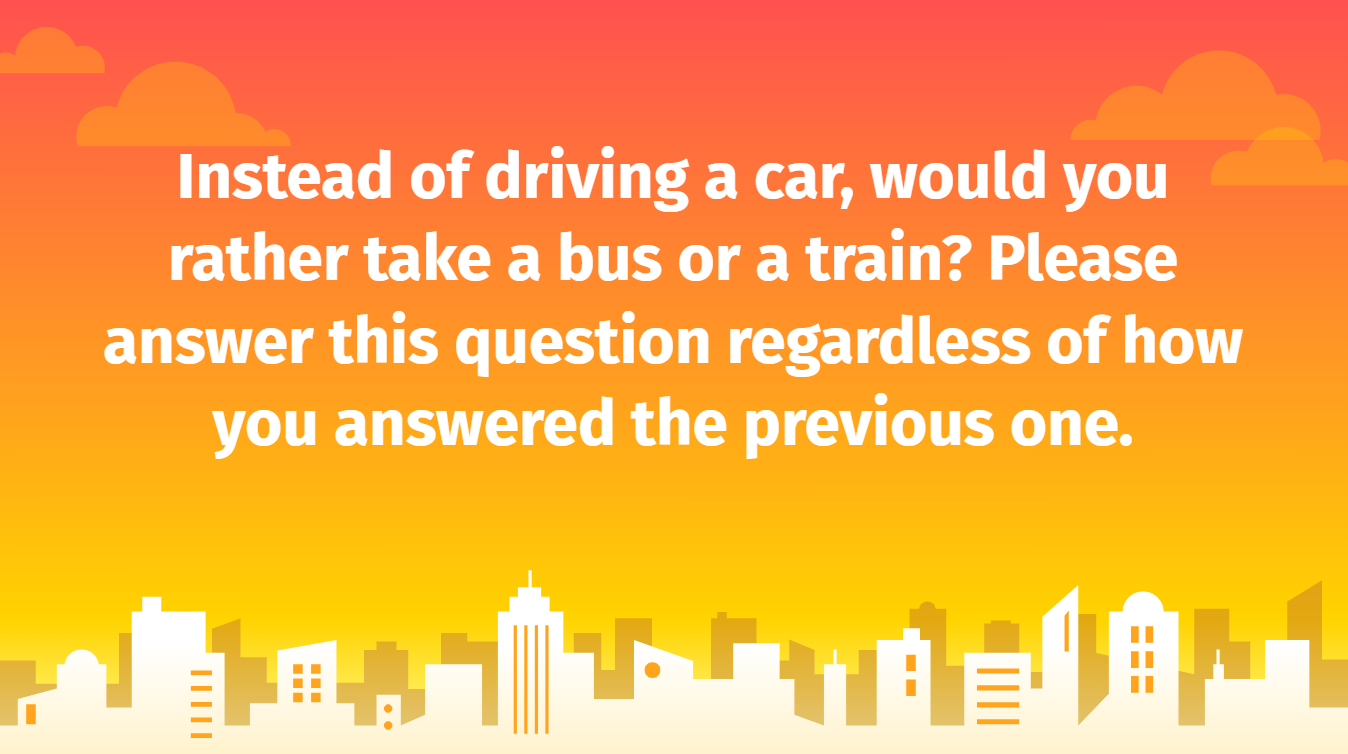 Instead of driving a car, would you
rather take a bus or a train? Please
answer this question regardless of how
you answered the previous one.